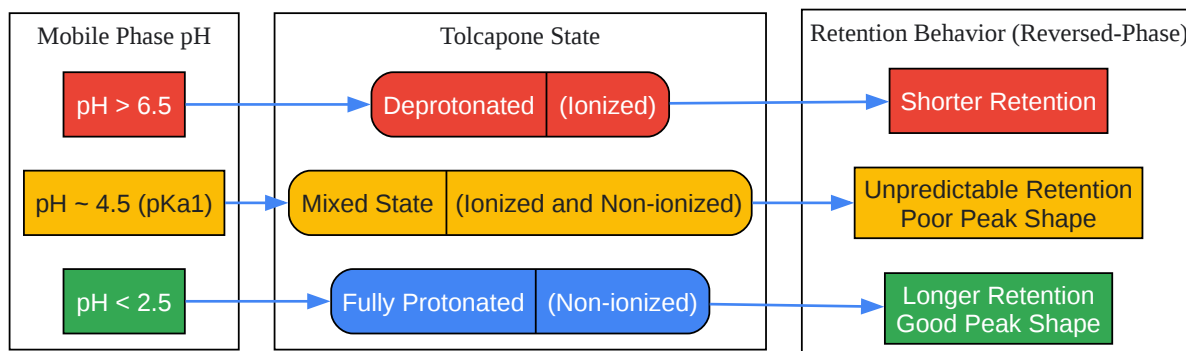 Mobile Phase pH
Tolcapone State
Retention Behavior (Reversed-Phase)
pH > 6.5
Deprotonated
(Ionized)
Shorter Retention
pH ~ 4.5 (pKa1)
Mixed State
(Ionized and Non-ionized)
Unpredictable Retention
Poor Peak Shape
pH < 2.5
Fully Protonated
(Non-ionized)
Longer Retention
Good Peak Shape